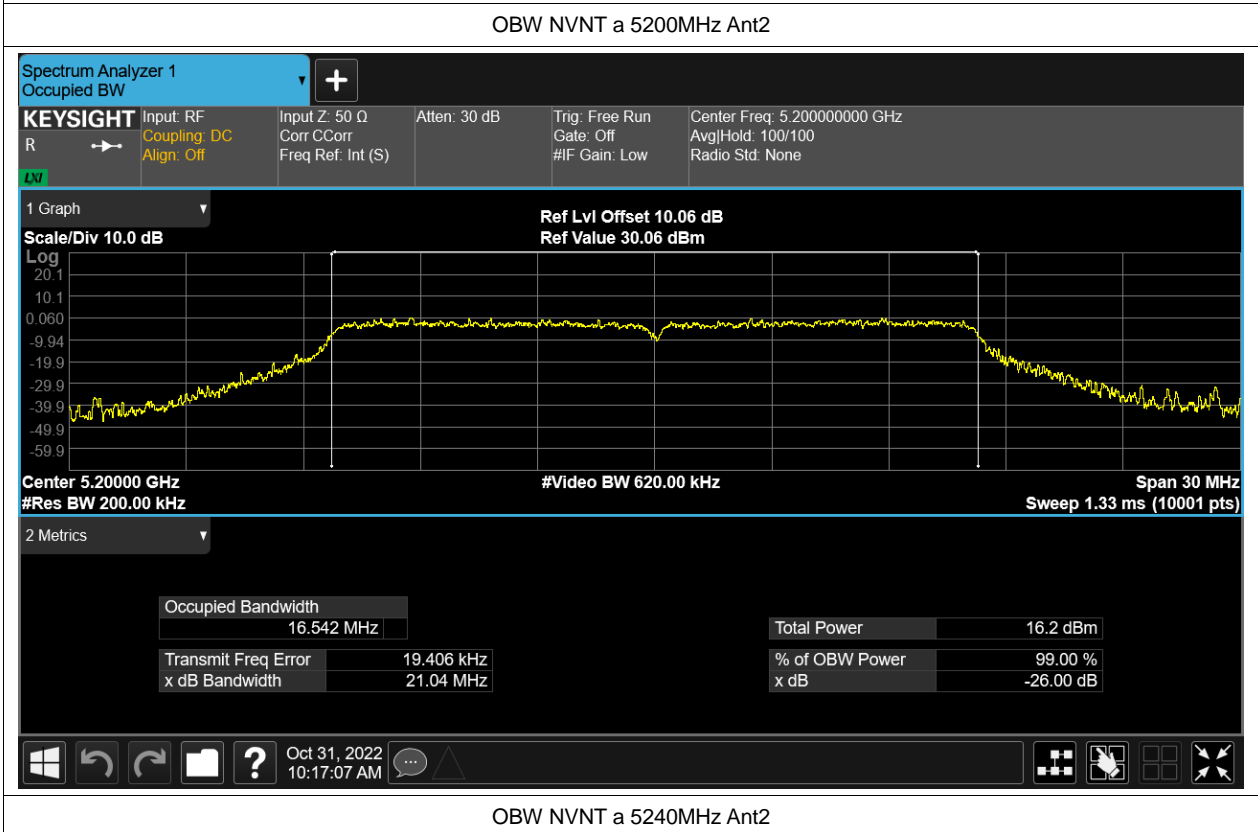 OBW NVNT a 5200MHz Ant2
Spectrum Analyzer 1
Occupied BW
KEYSIGHT
R
LXI
Input: RF
Coupling: DC
Align: Off
Input Z: 50 Ω
Corr CCorr
Freq Ref: Int (S)
Atten: 30 dB
Trig: Free Run
Gate: Off
#IF Gain: Low
Center Freq: 5.200000000 GHz
Avg|Hold: 100/100
Radio Std: None
1 Graph
Scale/Div 10.0 dB
Ref Lvl Offset 10.06 dB
Ref Value 30.06 dBm
Log
20.1
10.1
0.060
-9.94
-19.9
-29.9
-39.9
-49.9
-59.9
Center 5.20000 GHz
#Video BW 620.00 kHz
Span 30 MHz
#Res BW 200.00 kHz
Sweep 1.33 ms (10001 pts)
2 Metrics
Occupied Bandwidth
16.542 MHz
Total Power 16.2 dBm
Transmit Freq Error 19.406 kHz
% of OBW Power 99.00 %
x dB Bandwidth 21.04 MHz
x dB -26.00 dB
Oct 31, 2022
10:17:07 AM
OBW NVNT a 5240MHz Ant2